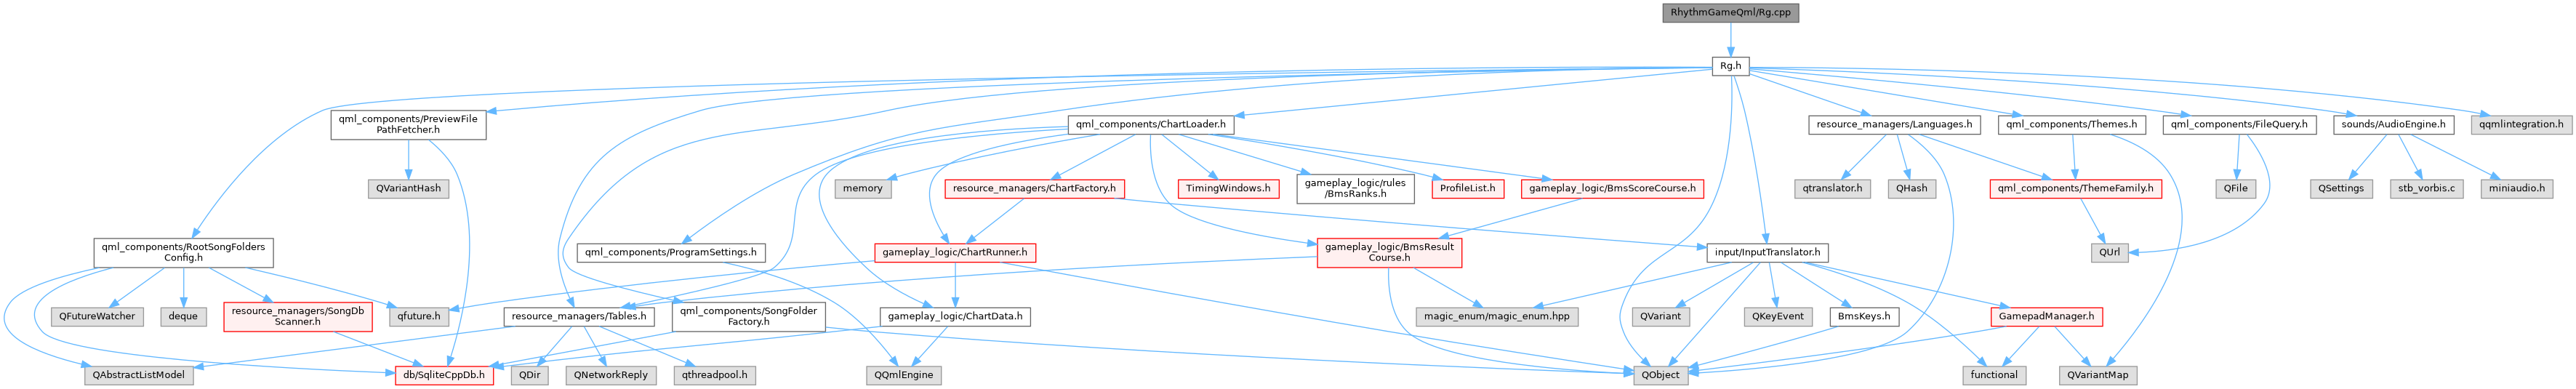 RhythmGameQml/Rg.cpp
Rg.h
qml_components/PreviewFile
PathFetcher.h
qml_components/ChartLoader.h
resource_managers/Languages.h
qml_components/Themes.h
qml_components/FileQuery.h
sounds/AudioEngine.h
qqmlintegration.h
QVariantHash
memory
resource_managers/ChartFactory.h
TimingWindows.h
gameplay_logic/rules
/BmsRanks.h
ProfileList.h
gameplay_logic/BmsScoreCourse.h
qtranslator.h
QHash
qml_components/ThemeFamily.h
QFile
QSettings
stb_vorbis.c
miniaudio.h
qml_components/RootSongFolders
Config.h
qml_components/ProgramSettings.h
gameplay_logic/ChartRunner.h
gameplay_logic/BmsResult
Course.h
input/InputTranslator.h
QUrl
QFutureWatcher
deque
resource_managers/SongDb
Scanner.h
qfuture.h
resource_managers/Tables.h
qml_components/SongFolder
Factory.h
gameplay_logic/ChartData.h
magic_enum/magic_enum.hpp
QVariant
QKeyEvent
BmsKeys.h
GamepadManager.h
QAbstractListModel
db/SqliteCppDb.h
QDir
QNetworkReply
qthreadpool.h
QQmlEngine
QObject
functional
QVariantMap